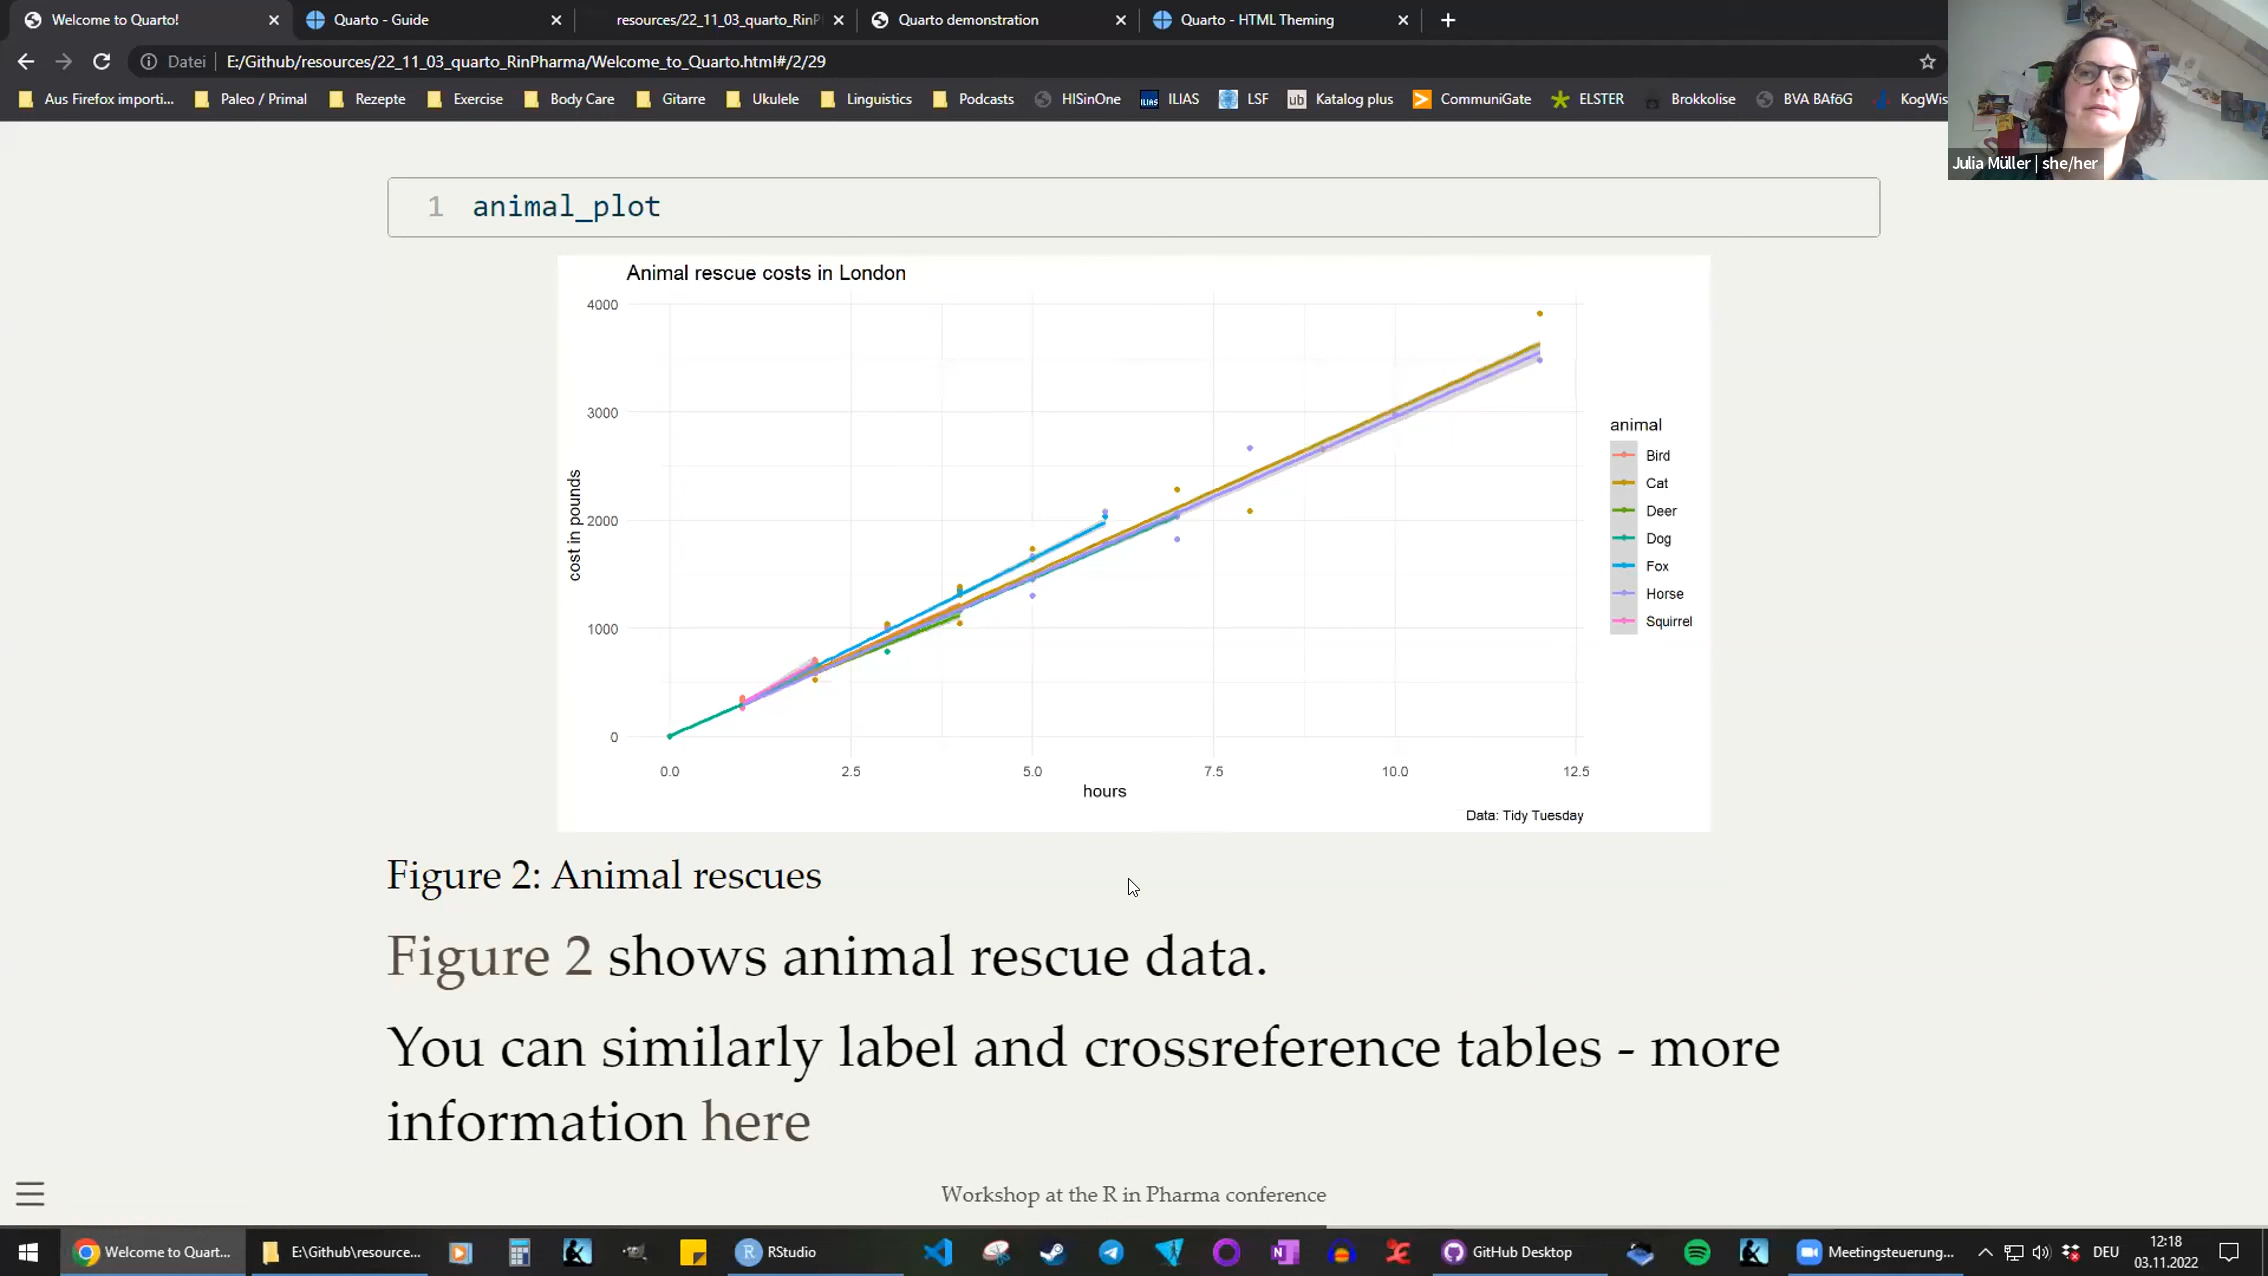 Welcome to Quarto!
Quarto - Guide
resources/22_11_03_quarto_RinP
Quarto demonstration
Quarto - HTML Theming
Datei
E:/Github/resources/22_11_03_quarto_RinPharma/Welcome_to_Quarto.html#/2/29
Aus Firefox importi...
Paleo / Primal
Rezepte
Exercise
Body Care
Gitarre
Ukulele
Linguistics
Podcasts
HISinOne
ILIAS
ILIAS
LSF
ub
Katalog plus
CommuniGate
ELSTER
Brokkolise
BVA BAföG
KogWis
Julia Müller | she/her
1 animal_plot
Animal rescue costs in London
4000
3000
2000
1000
0
cost in pounds
0.0 2.5 5.0 7.5 10.0 12.5
hours
Data: Tidy Tuesday
animal
Bird
Cat
Deer
Dog
Fox
Horse
Squirrel
Figure 2: Animal rescues
Figure 2 shows animal rescue data.
You can similarly label and crossreference tables - more
information here
Workshop at the R in Pharma conference
Welcome to Quart...
E:\Github\resource...
R
RStudio
N
GitHub Desktop
Meetingsteuerung...
DEU
12:18
03.11.2022